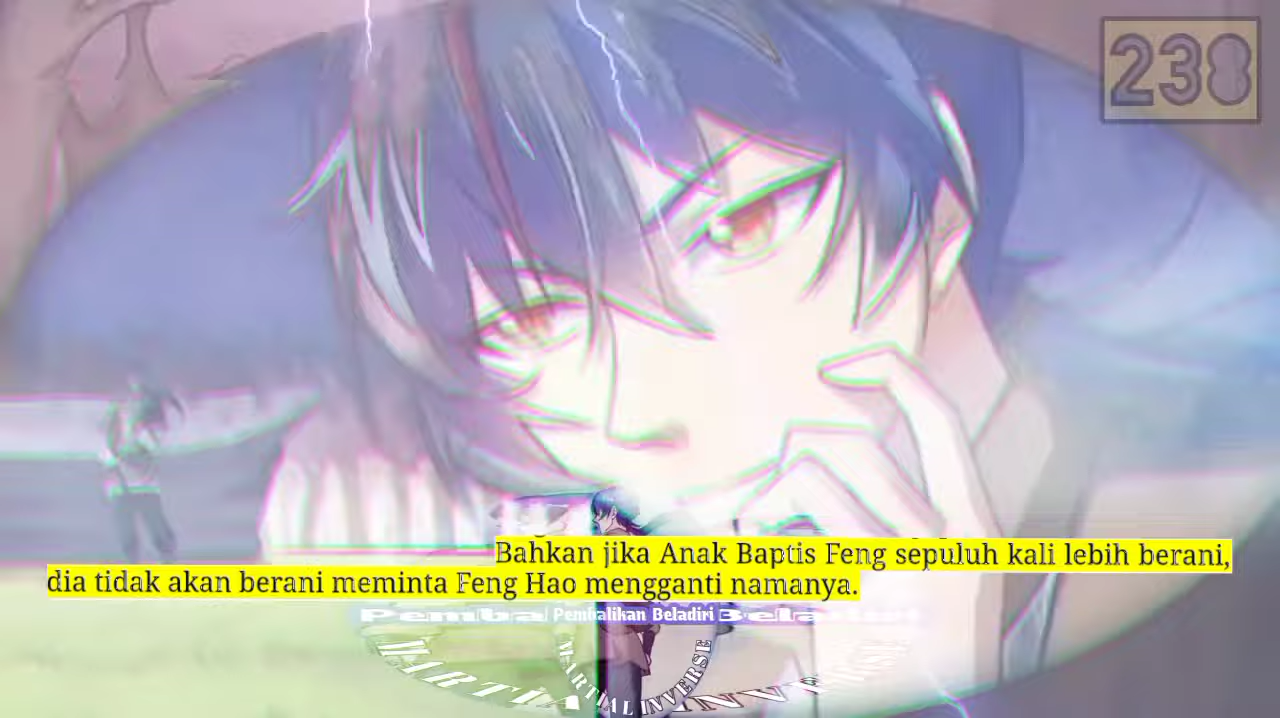 238
Bahkan jika Anak Baptis Feng sepuluh kali lebih berani,
dia tidak akan berani meminta Feng Hao mengganti namanya.
Pembalikan Beladiri
MARTIAL INVERSE